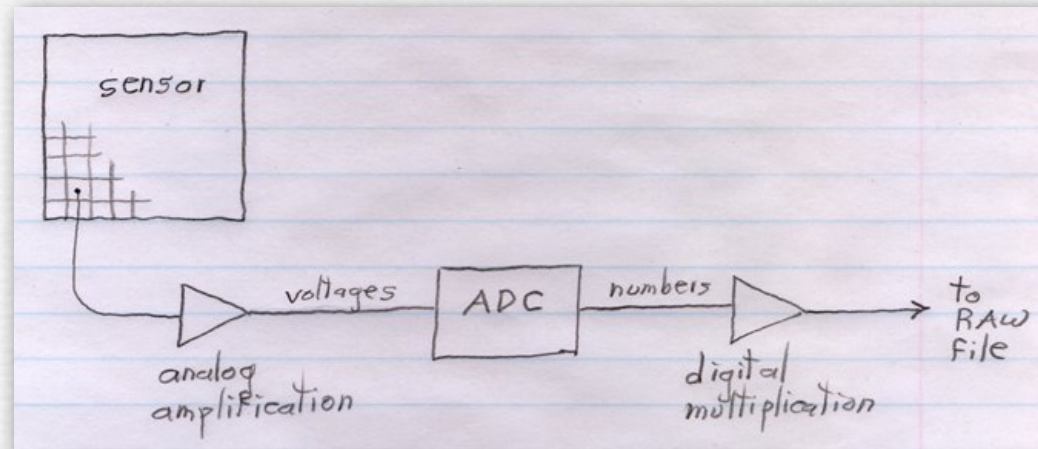 sensor
voltages
ADC
numbers
to
RAW
file
analog
amplification
digital
multiplication